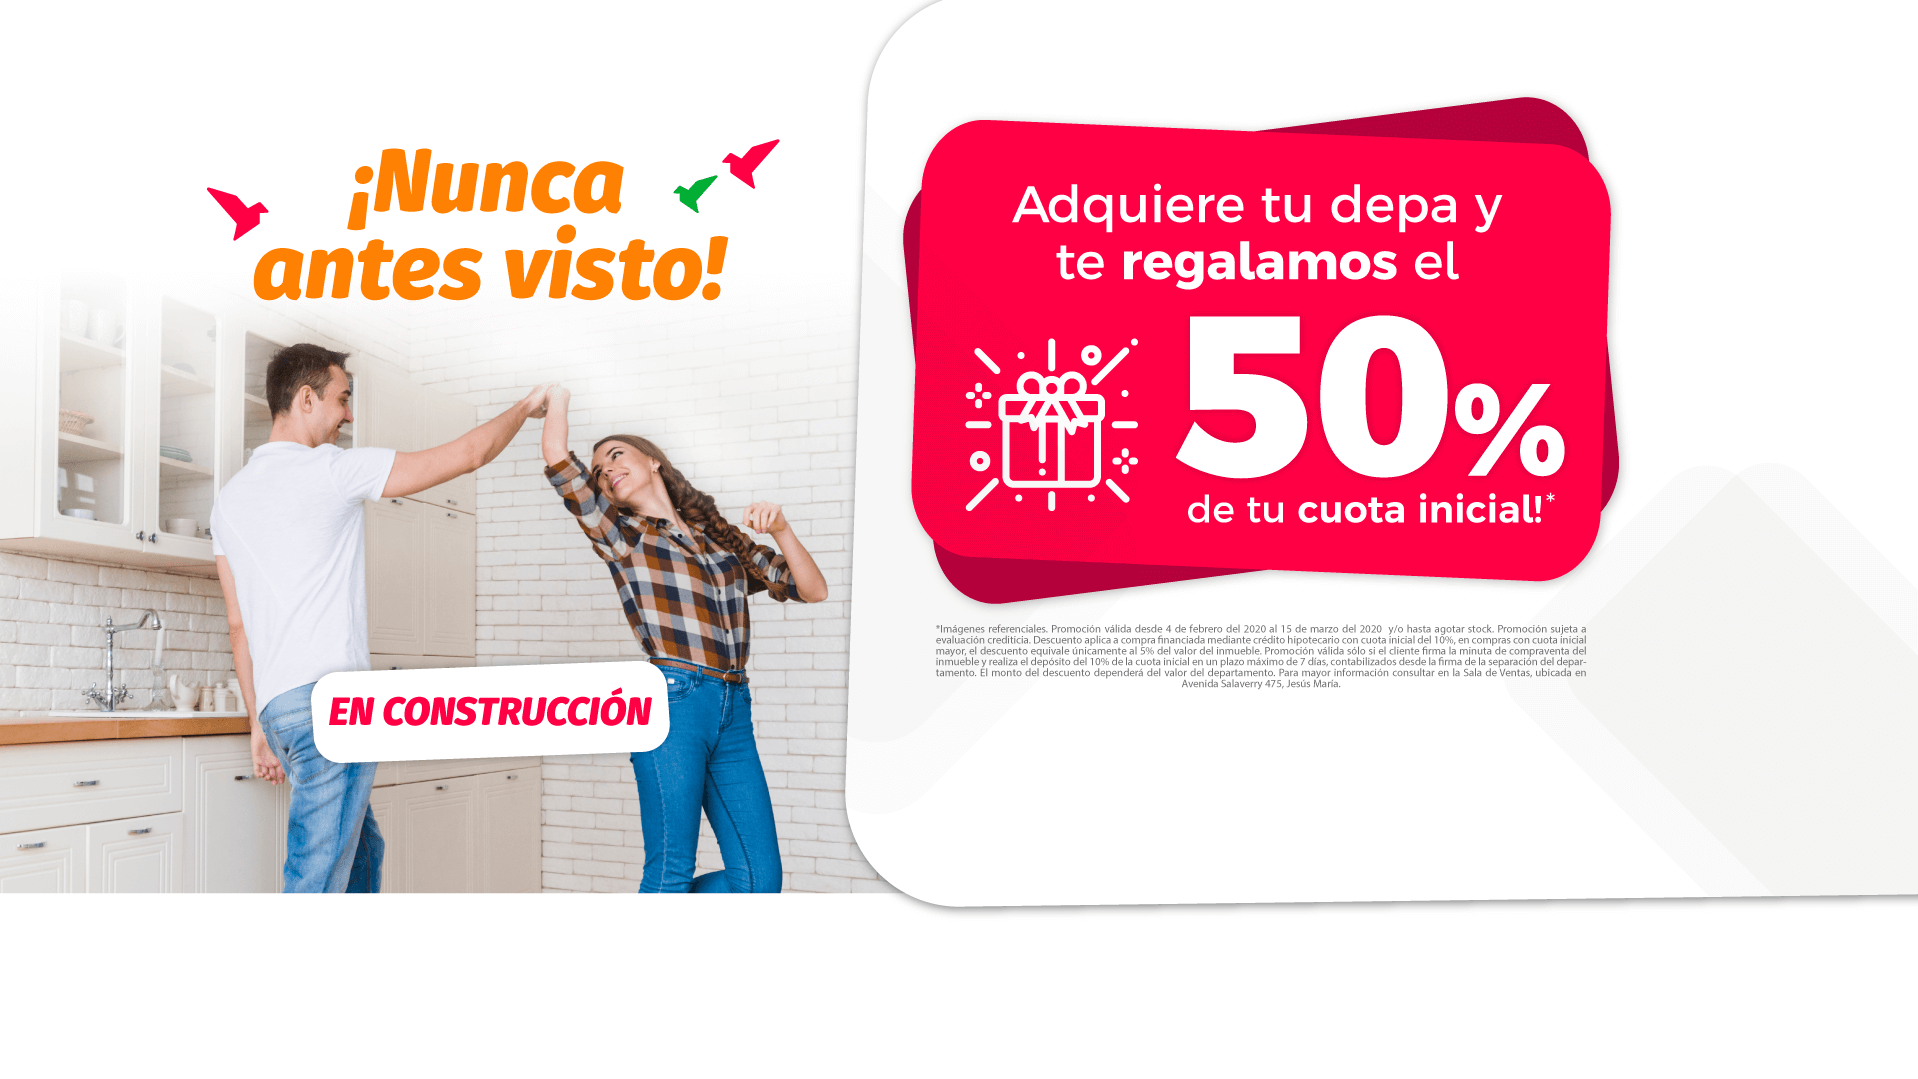 ¡Nunca
antes visto!
EN CONSTRUCCIÓN
Adquiere tu depa y
te regalamos el
50%
de tu cuota inicial!*
*Imágenes referenciales. Promoción válida desde 4 de febrero del 2020 al 15 de marzo del 2020 y/o hasta agotar stock. Promoción sujeta a
evaluación crediticia. Descuento aplica a compra financiada mediante crédito hipotecario con cuota inicial del 10%, en compras con cuota inicial
mayor, el descuento equivale únicamente al 5% del valor del inmueble. Promoción válida sólo si el cliente firma la minuta de compraventa del
inmueble y realiza el depósito del 10% de la cuota inicial en un plazo máximo de 7 días, contabilizados desde la firma de la separación del depar-
tamento. El monto del descuento dependerá del valor del departamento. Para mayor información consultar en la Sala de Ventas, ubicada en
Avenida Salaverry 475, Jesús María.